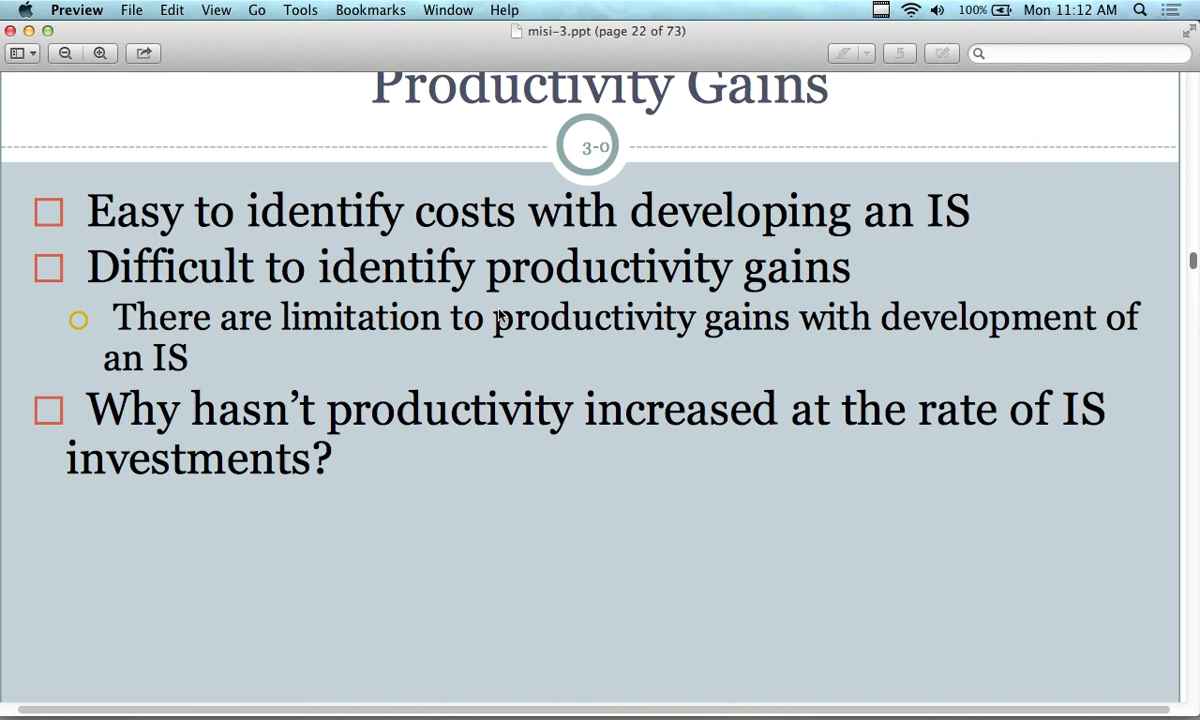 Preview File Edit View Go Tools Bookmarks Window Help 100% Mon 11:12 AM
misi-3.ppt (page 22 of 73)
5
Productivity Gains
3-0
Easy to identify costs with developing an IS
Difficult to identify productivity gains
There are limitation to productivity gains with development of
an IS
Why hasn't productivity increased at the rate of IS
investments?